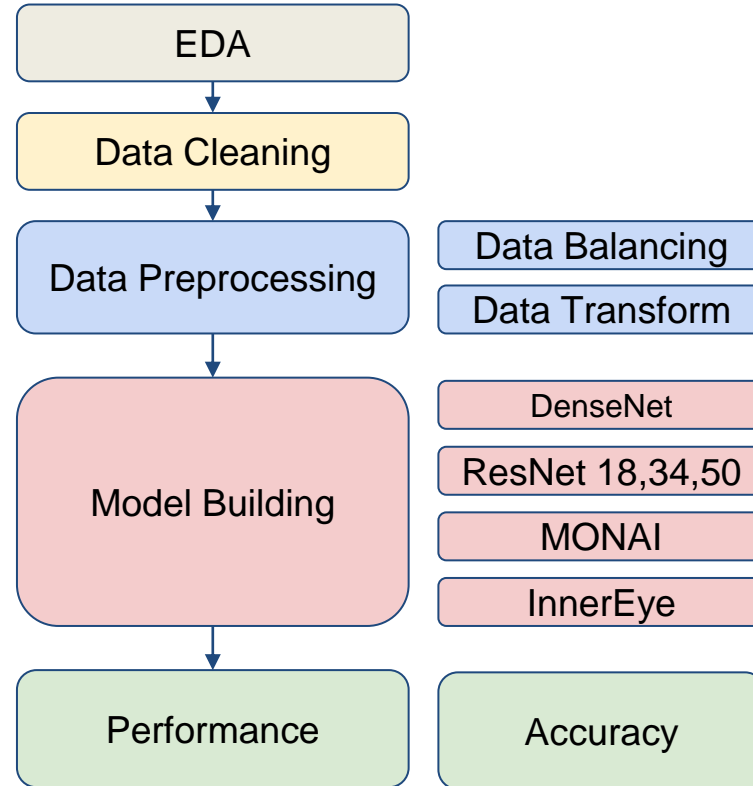 EDA
Data Cleaning
Data Preprocessing
Data Balancing
Data Transform
Model Building
DenseNet
ResNet 18,34,50
MONAI
InnerEye
Performance
Accuracy